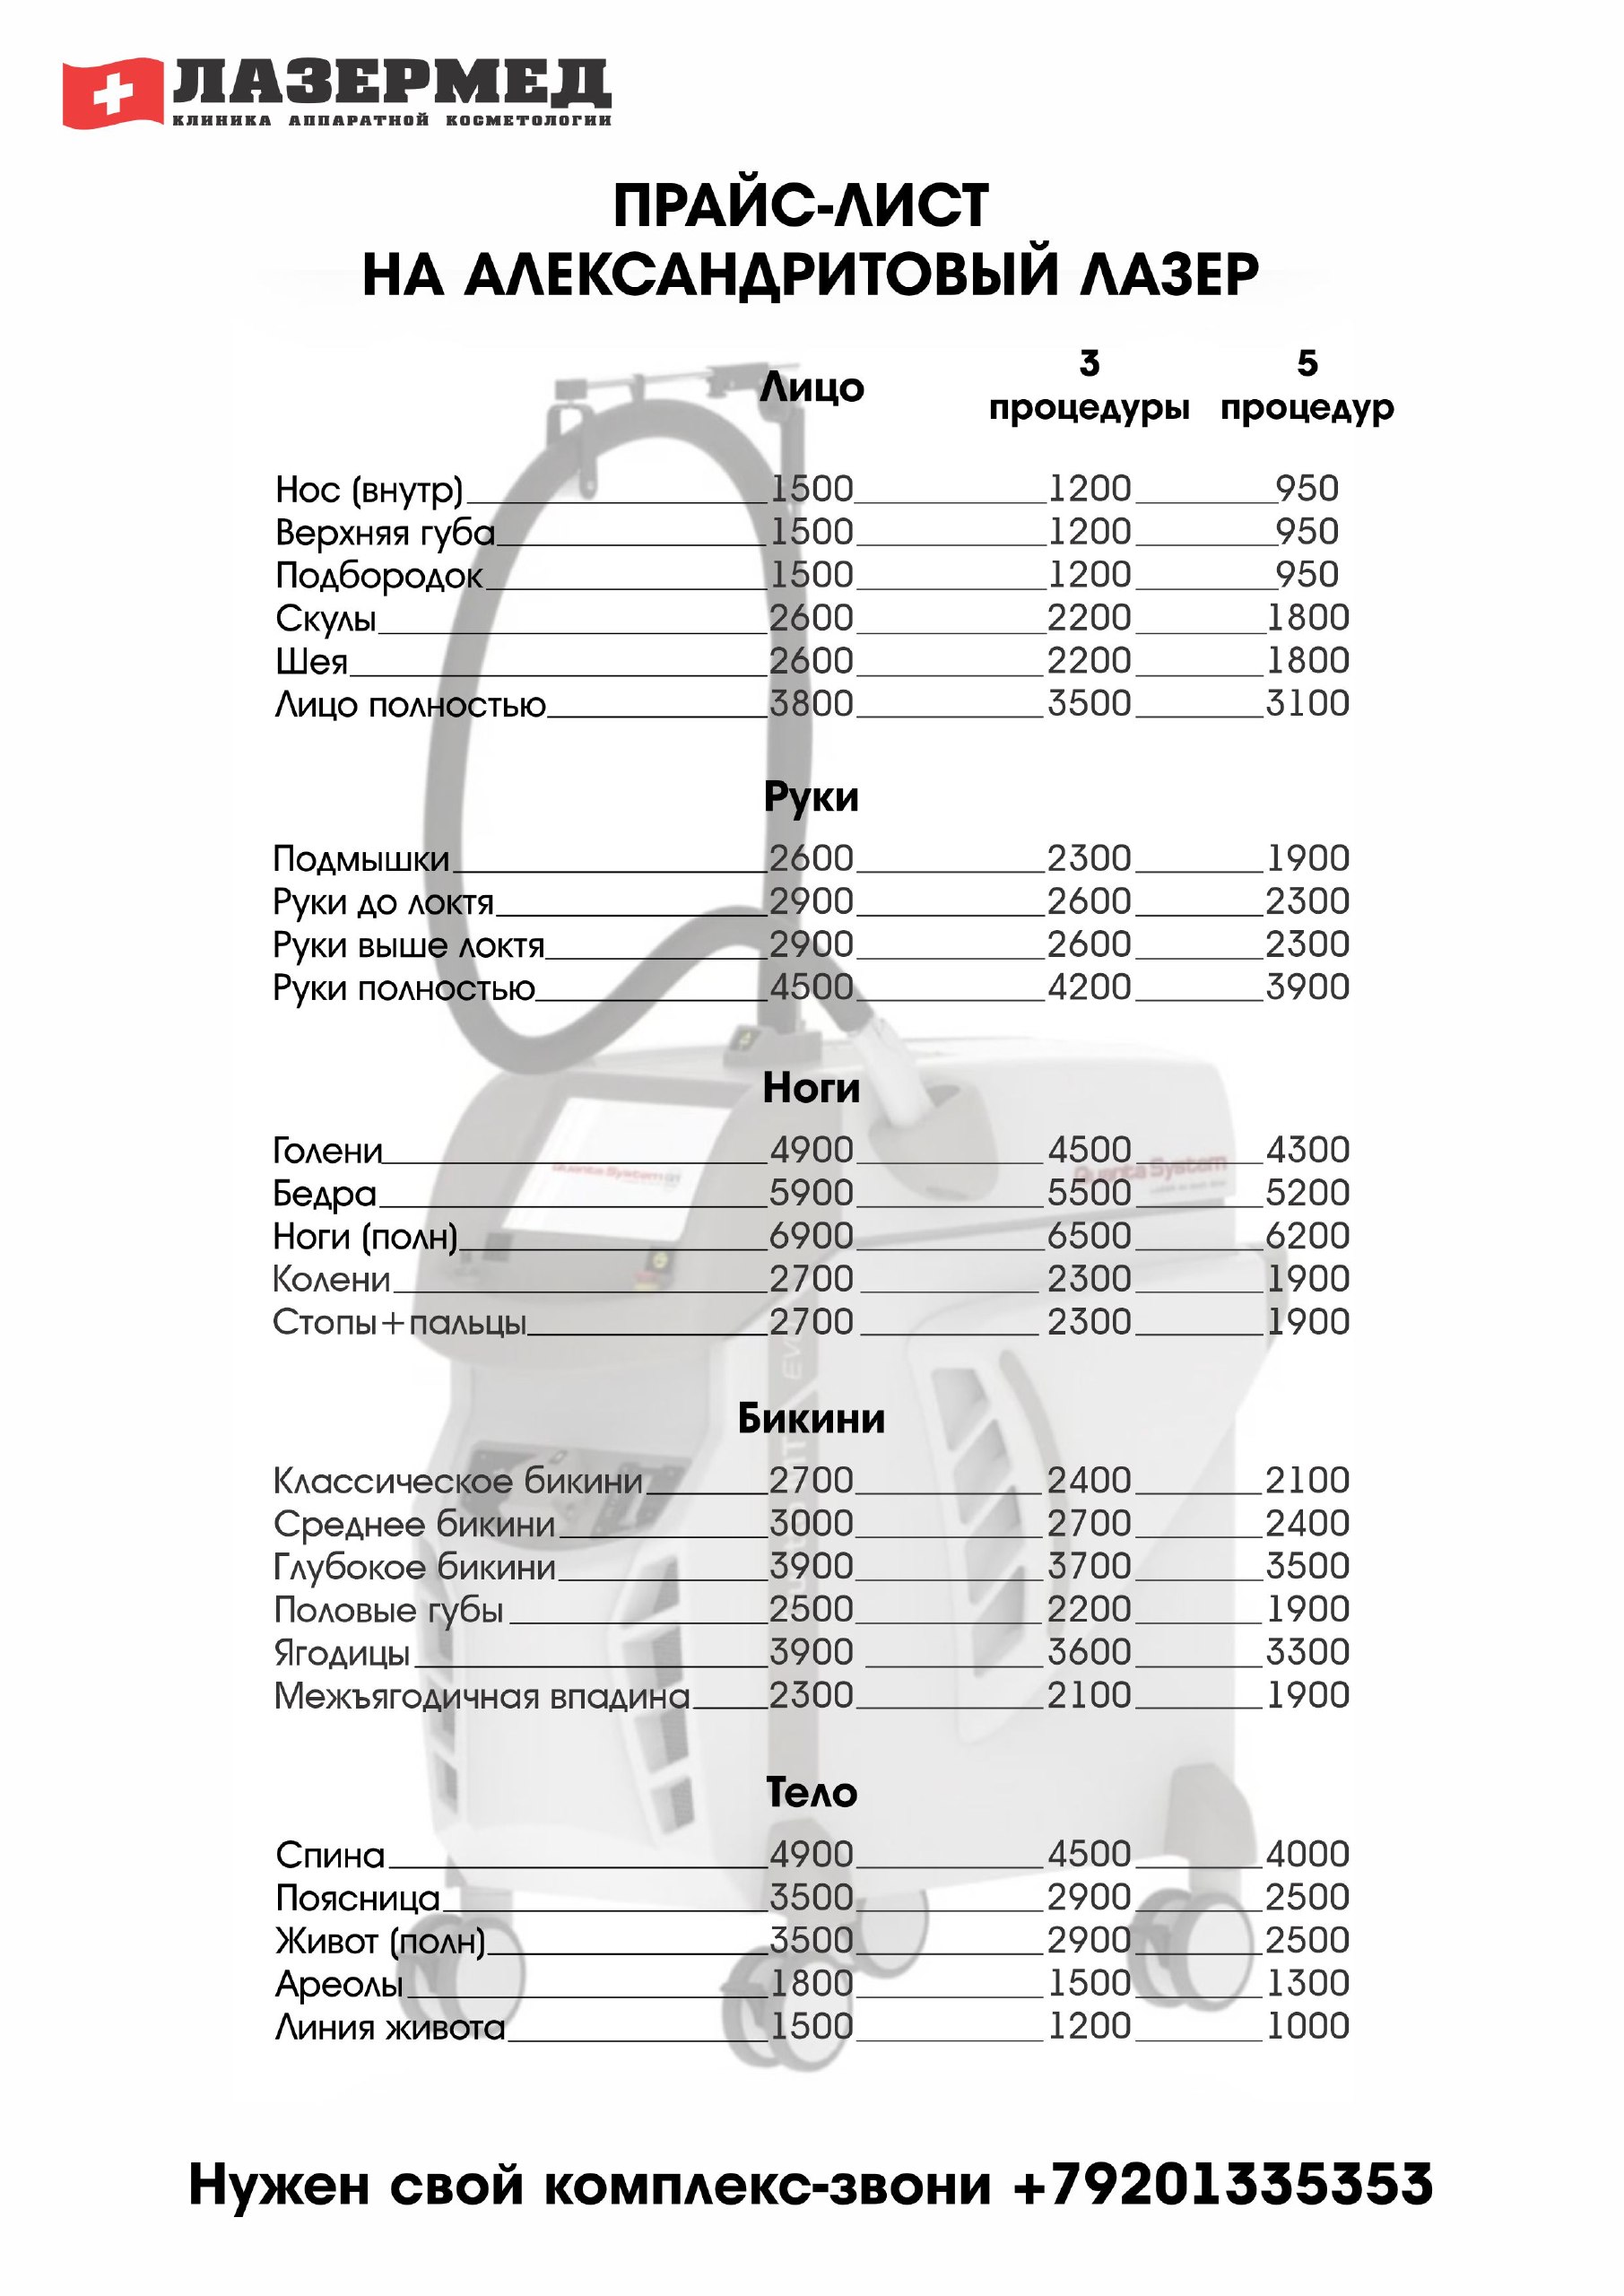 ЛАЗЕРМЕД
КЛИНИКА АППАРАТНОЙ КОСМЕТОЛОГИИ
ПРАЙС-ЛИСТ
НА АЛЕКСАНДРИТОВЫЙ ЛАЗЕР
Лицо 3 процедуры 5 процедур
Нос (внутр) 1500 1200 950
Верхняя губа 1500 1200 950
Подбородок 1500 1200 950
Скулы 2600 2200 1800
Шея 2600 2200 1800
Лицо полностью 3800 3500 3100
Руки
Подмышки 2600 2300 1900
Руки до локтя 2900 2600 2300
Руки выше локтя 2900 2600 2300
Руки полностью 4500 4200 3900
Ноги
Голени 4900 4500 4300
Quanta System
Quanta System
Бедра 5900 5500 5200
Ноги (полн) 6900 6500 6200
Колени 2700 2300 1900
Стопы+пальцы 2700 2300 1900
Бикини
Классическое бикини 2700 2400 2100
Среднее бикини 3000 2700 2400
Глубокое бикини 3900 3700 3500
Половые губы 2500 2200 1900
Ягодицы 3900 3600 3300
Межъягодичная впадина 2300 2100 1900
Тело
Спина 4900 4500 4000
Поясница 3500 2900 2500
Живот (полн) 3500 2900 2500
Ареолы 1800 1500 1300
Линия живота 1500 1200 1000
Нужен свой комплекс-звони +79201335353